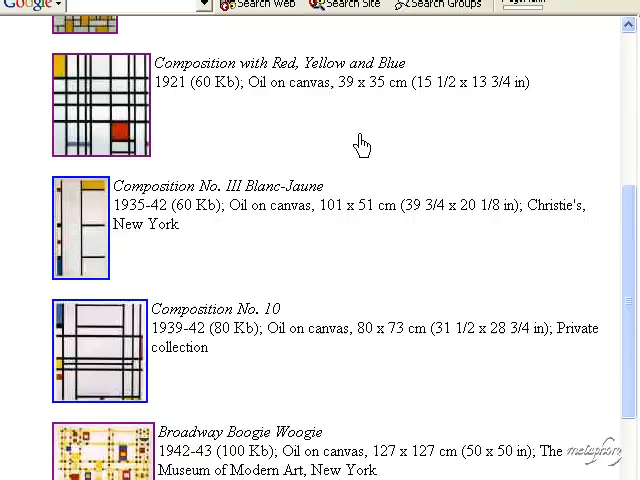 Google
Search Web
Search Site
Search Groups
Composition with Red, Yellow and Blue
1921 (60 Kb); Oil on canvas, 39 x 35 cm (15 1/2 x 13 3/4 in)
Composition No. III Blanc-Jaune
1935-42 (60 Kb); Oil on canvas, 101 x 51 cm (39 3/4 x 20 1/8 in); Christie's,
New York
Composition No. 10
1939-42 (80 Kb); Oil on canvas, 80 x 73 cm (31 1/2 x 28 3/4 in); Private
collection
Broadway Boogie Woogie
1942-43 (100 Kb); Oil on canvas, 127 x 127 cm (50 x 50 in); The
Museum of Modern Art, New York
metaphory